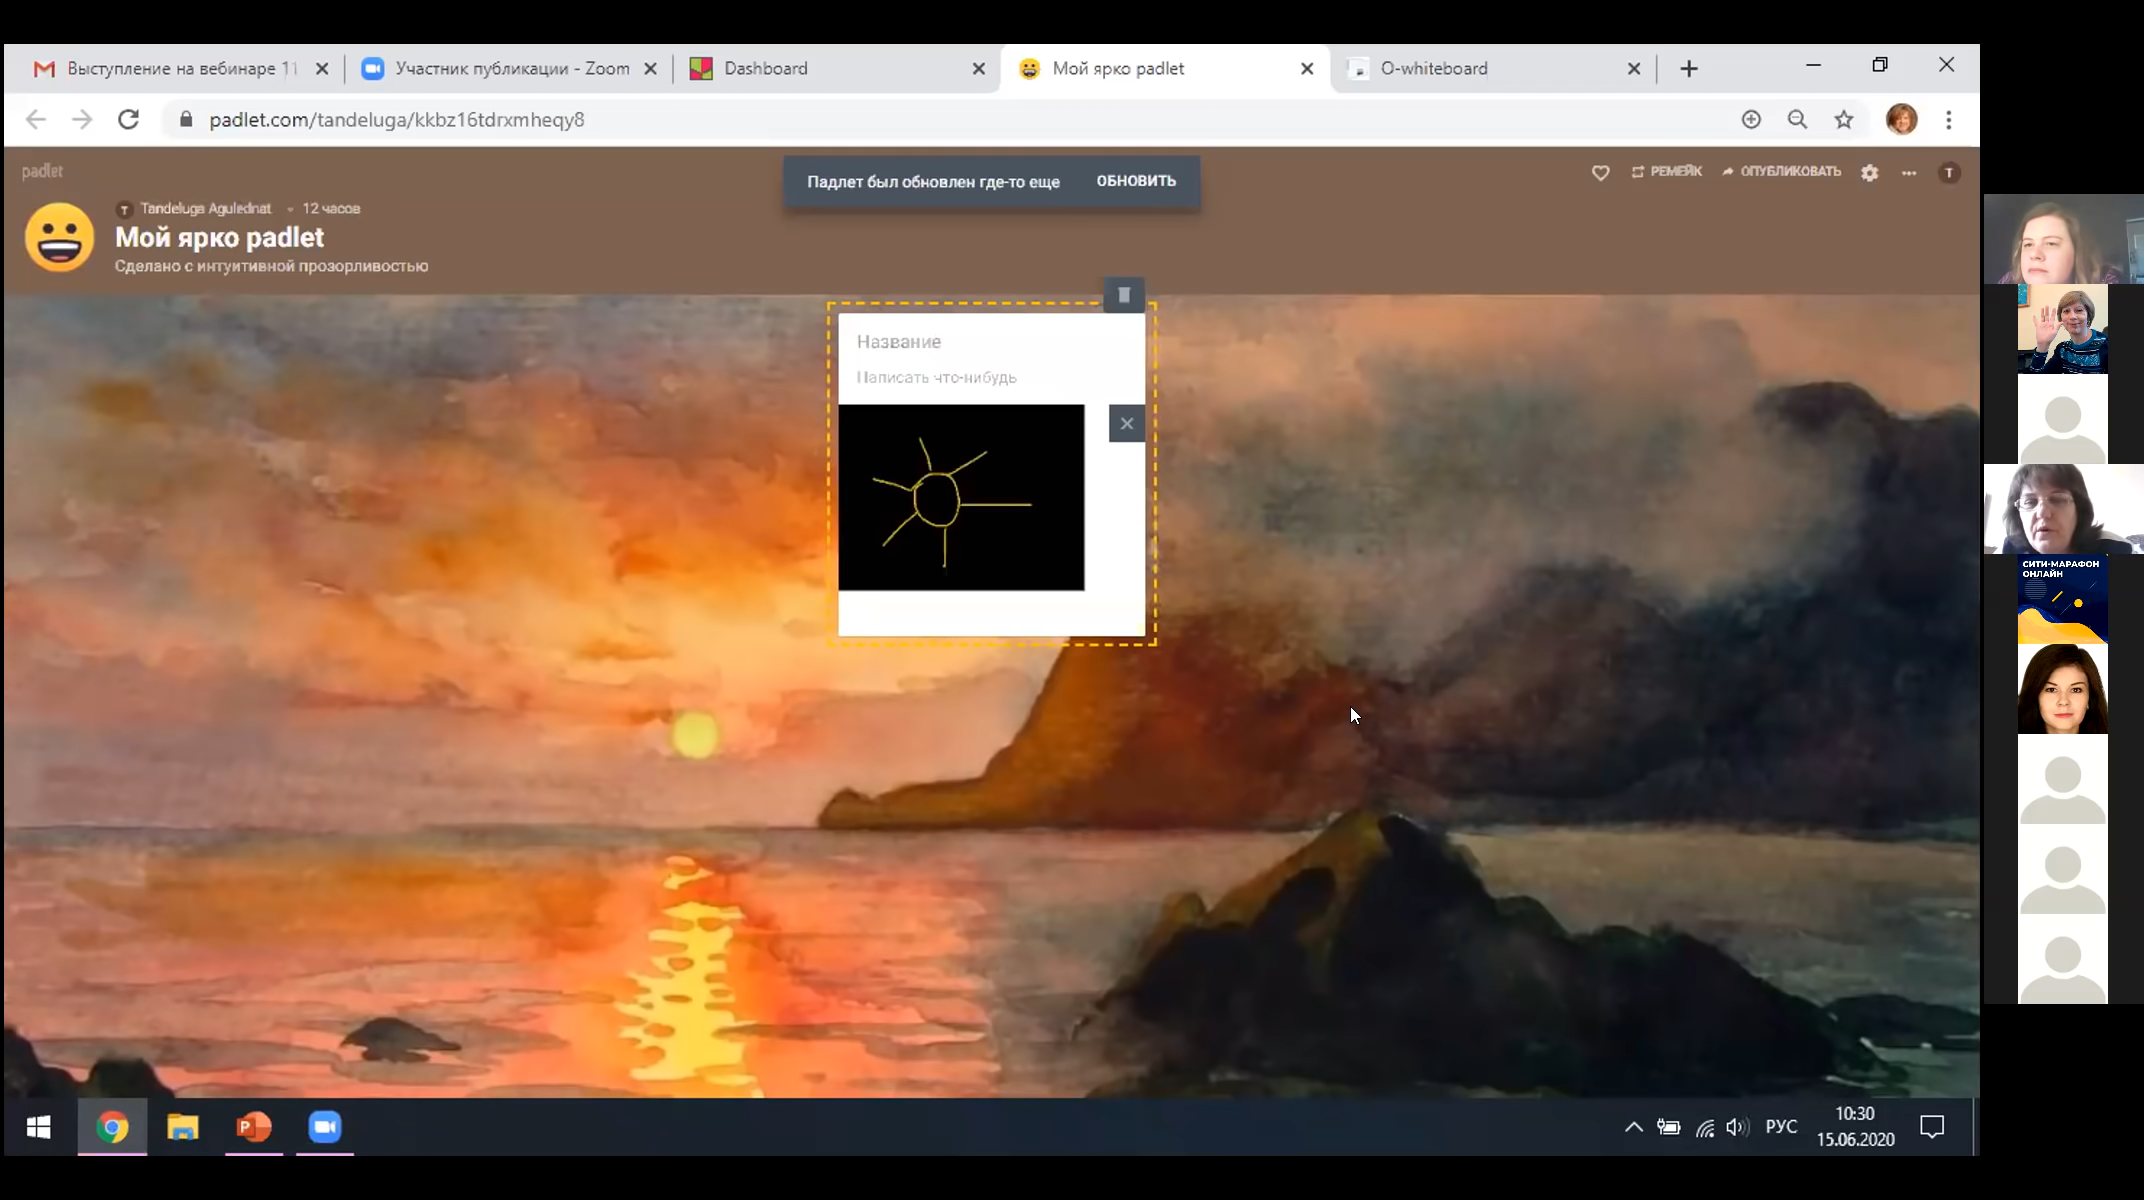 Выступление на вебинаре 11
Участник публикации - Zoom
Dashboard
Мой ярко padlet
O-whiteboard
padlet.com/tandeluga/kkbz16tdrxmheqy8
padlet
Падлет был обновлен где-то еще
ОБНОВИТЬ
РЕМЕЙК
ОПУБЛИКОВАТЬ
T
T
Tandeluga Agulednat
12 часов
Мой ярко padlet
Сделано с интуитивной прозорливостью
Название
Написать что-нибудь
СИТИ-МАРАФОН
ОНЛАЙН
РУС
10:30
15.06.2020